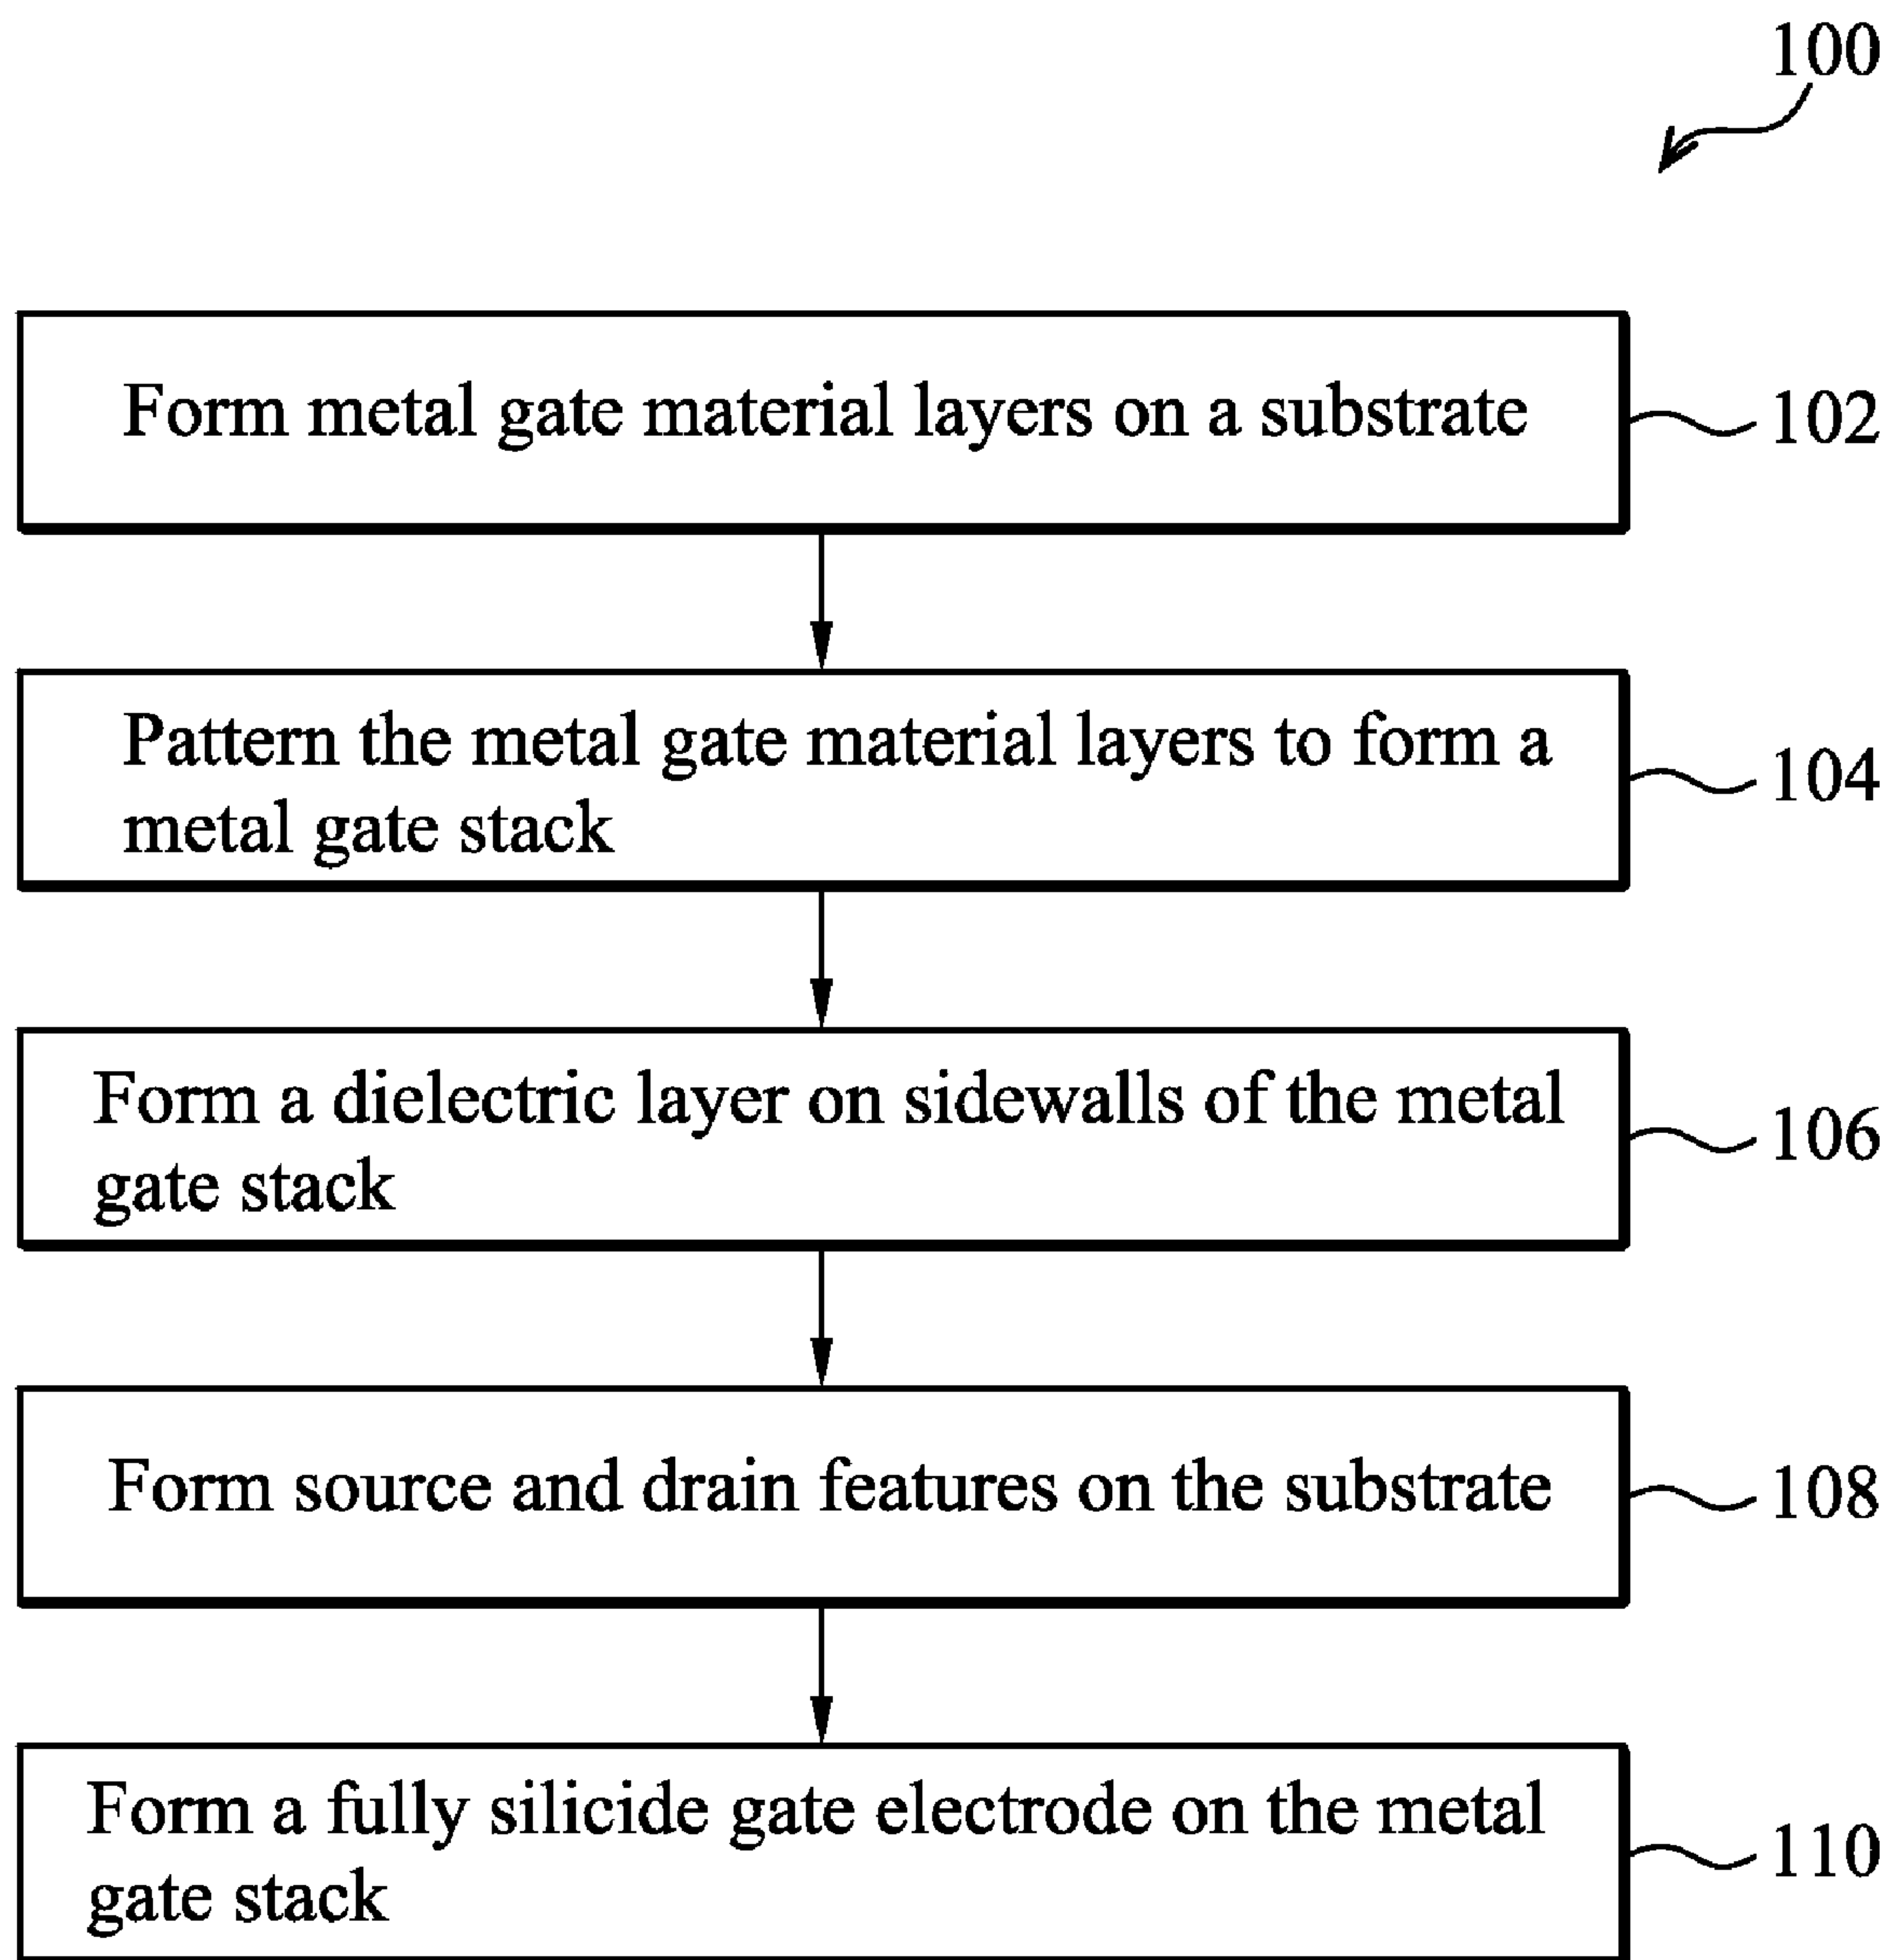 100
Form metal gate material layers on a substrate
102
Pattern the metal gate material layers to form a
metal gate stack
104
Form a dielectric layer on sidewalls of the metal
gate stack
106
Form source and drain features on the substrate
108
Form a fully silicide gate electrode on the metal
gate stack
110